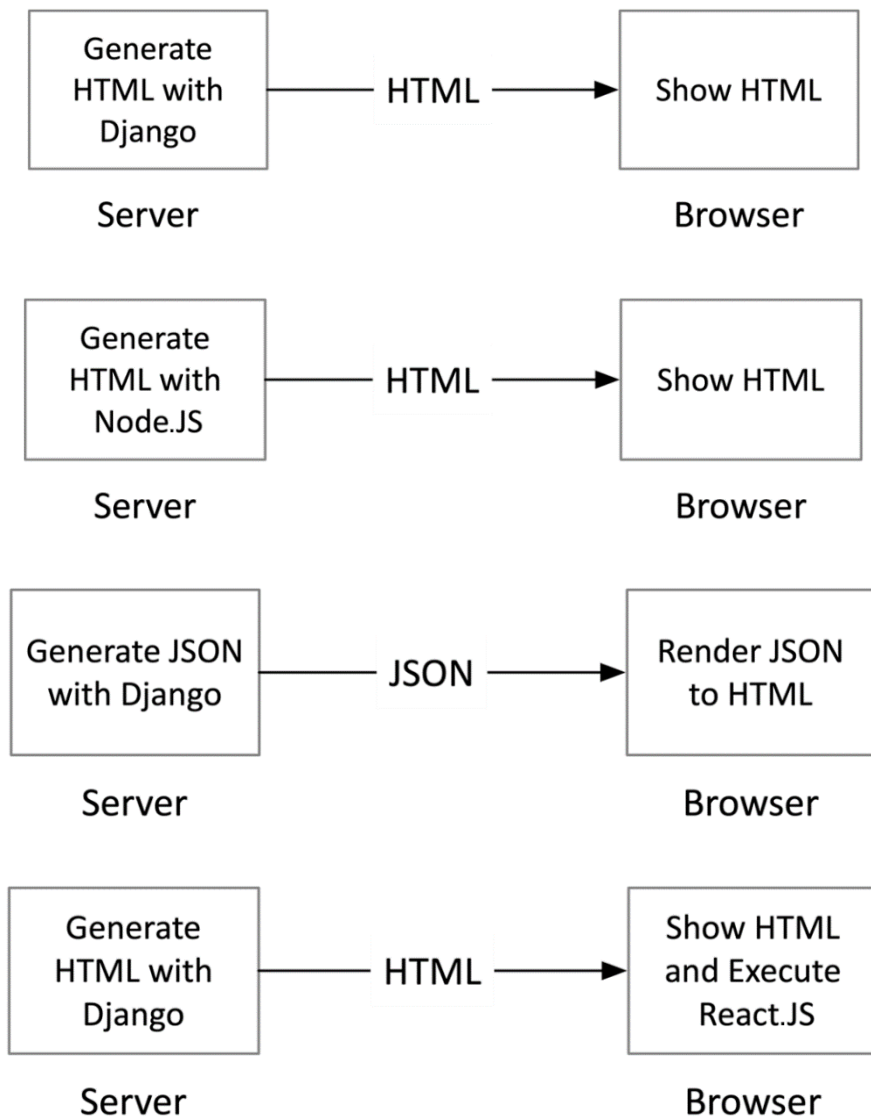 Generate
HTML with
Django
HTML
Show HTML
Server
Browser
Generate
HTML with
Node.JS
HTML
Show HTML
Server
Browser
Generate JSON
with Django
JSON
Render JSON
to HTML
Server
Browser
Generate
HTML with
Django
HTML
Show HTML
and Execute
React.JS
Server
Browser